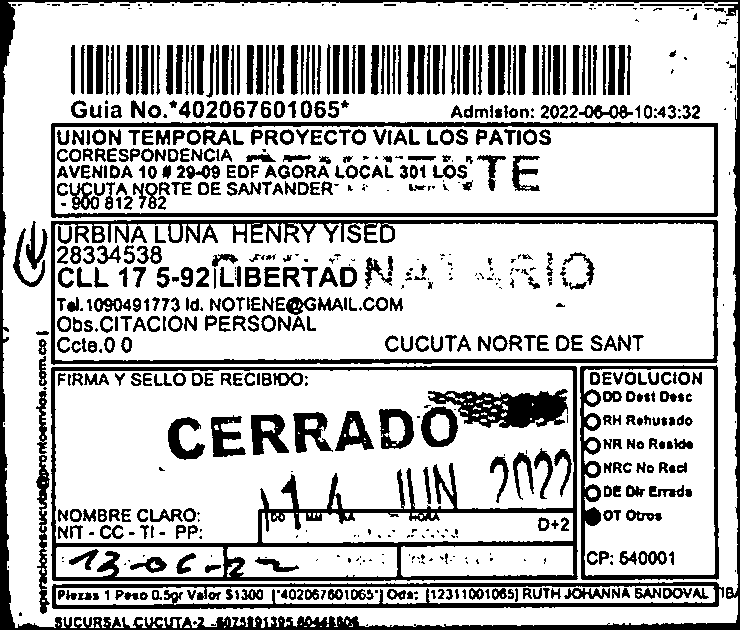 Guia No.*402067601065*
Admision: 2022-06-08-10:43:32
UNION TEMPORAL PROYECTO VIAL LOS PATIOS
CORRESPONDENCIA
AVENIDA 10 # 29-09 EDF AGORA LOCAL 301 LOS
CUCUTA NORTE DE SANTANDER
- 900 812 782
URBINA LUNA HENRY YISED
28334538
CLL 17 5-92 LIBERTAD
Tel.1090491773 Id. NOTIENE@GMAIL.COM
Obs.CITACION PERSONAL
Ccte.0 0 CUCUTA NORTE DE SANT
FIRMA Y SELLO DE RECIBIDO:
CERRADO
14 JUN 2022
NOMBRE CLARO:
NIT - CC - TI - PP:
DD MM AA HORA
D+2
13-06-22
DEVOLUCION
DD Dest Desc
RH Rehusado
NR No Reside
NRC No Recl
DE Dir Errada
OT Otros
CP: 540001
operacionescucuta@prontoenvios.com.co
Piezas 1 Peso 0.5gr Valor $1300 [*402067601065*] Ods: [12311001065] RUTH JOHANNA SANDOVAL
SUCURSAL CUCUTA-2